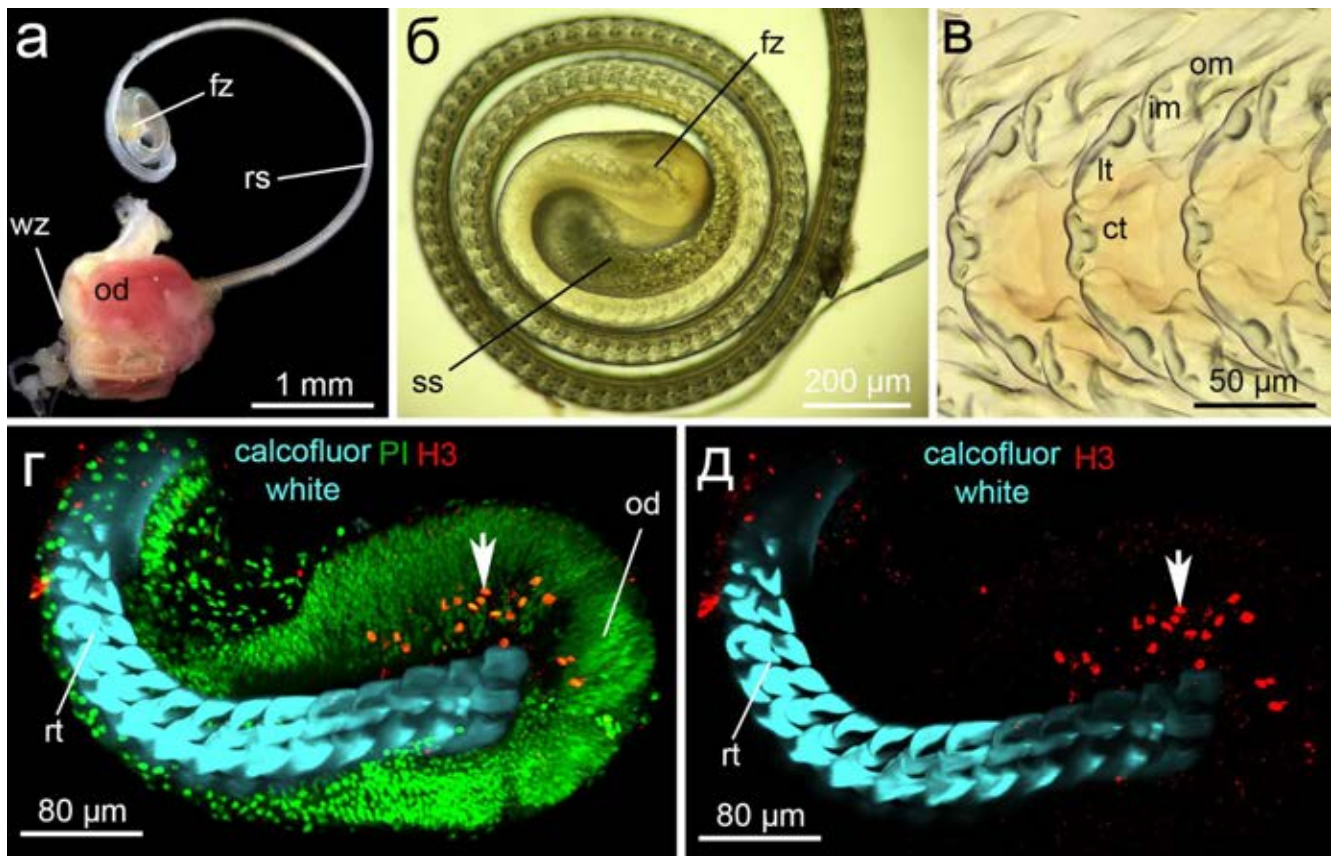 а
fz
rs
wz
od
1 mm
б
fz
ss
200 µm
в
om
im
lt
ct
50 µm
г
calcofluor PI H3
white
od
rt
80 µm
д
calcofluor H3
white
rt
80 µm